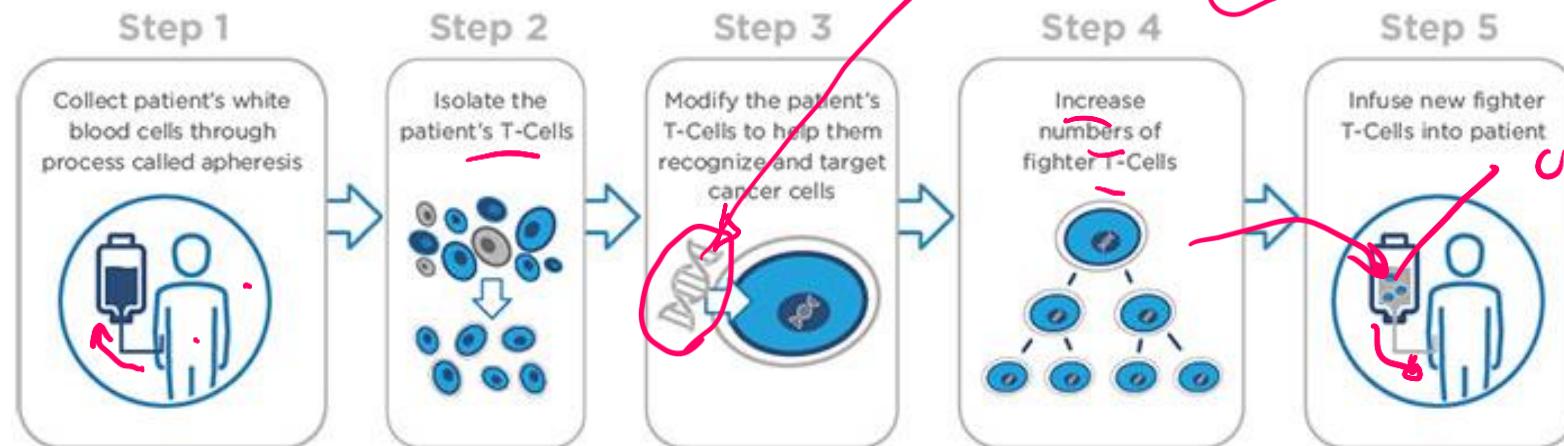 Step 1
Collect patient's white
blood cells through
process called apheresis
Step 2
Isolate the
patient's T-Cells
Step 3
Modify the patient's
T-Cells to help them
recognize and target
cancer cells
Step 4
Increase
numbers of
fighter T-Cells
Step 5
Infuse new fighter
T-Cells into patient